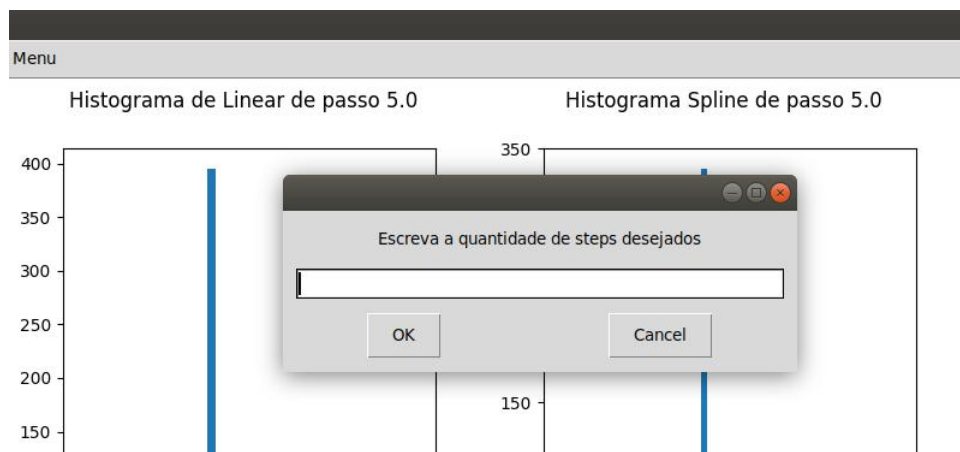 Menu
Histograma de Linear de passo 5.0
Histograma Spline de passo 5.0
400
350
300
250
200
150
350
150
Escreva a quantidade de steps desejados
OK
Cancel